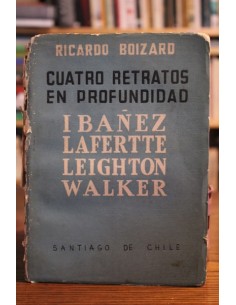 RICARDO BOIZARD
CUATRO RETRATOS
EN PROFUNDIDAD
IBAÑEZ
LAFERTTE
LEIGHTON
WALKER
SANTIAGO DE CHILE